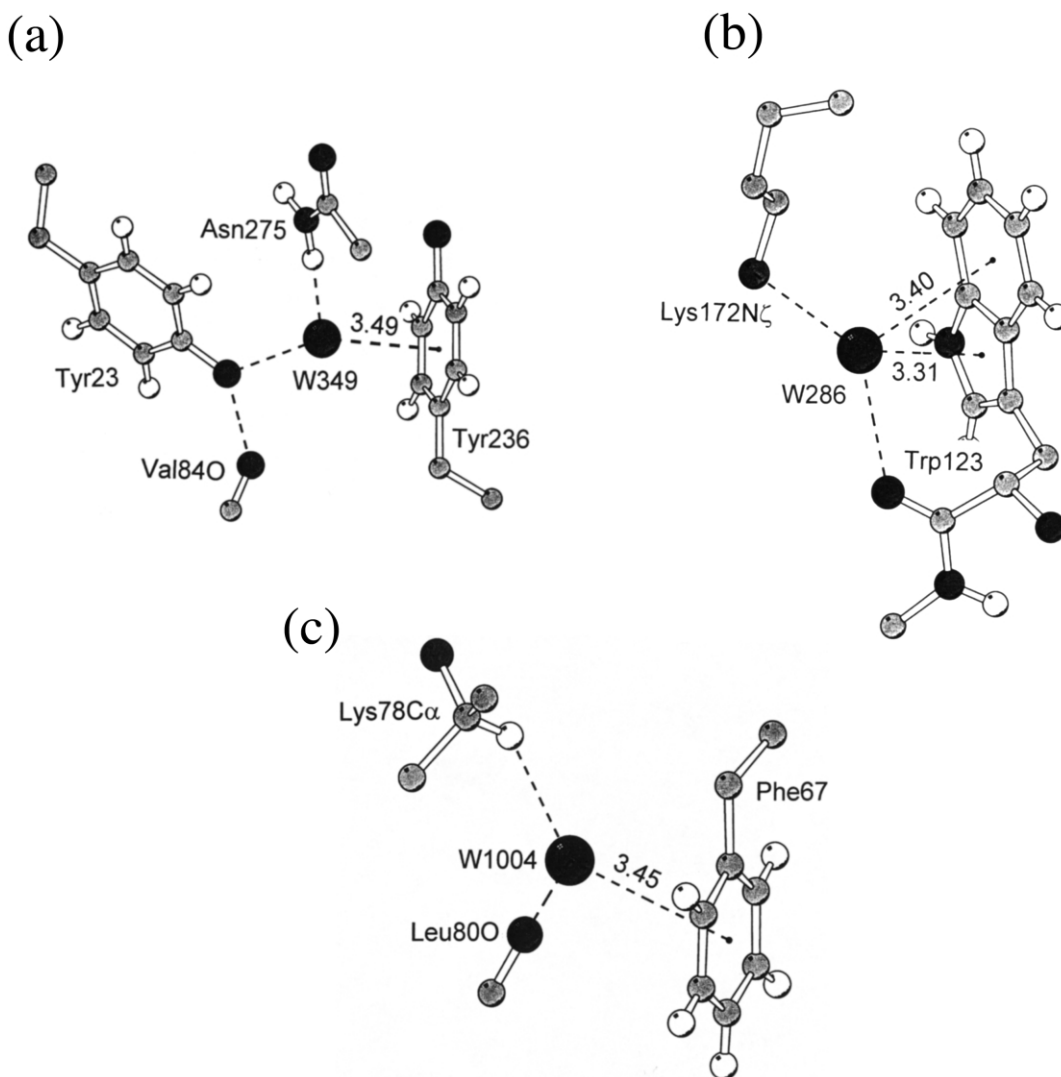 (a)
Asn275
3.49
Tyr23
W349
Val84O
Tyr236
(b)
Lys172Nζ
3.40
3.31
W286
Trp123
(c)
Lys78Cα
Phe67
W1004
3.45
Leu80O